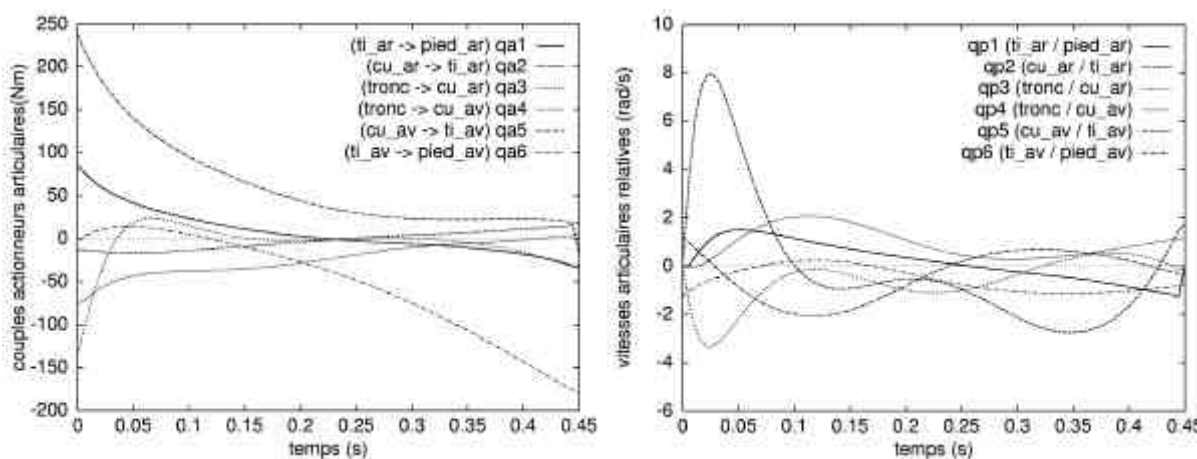 couples actionneurs articulaires(Nm)
250
200
150
100
50
0
-50
-100
-150
-200
(ti_ar -> pied_ar) qa1
(cu_ar -> ti_ar) qa2
(tronc -> cu_ar) qa3
(tronc -> cu_av) qa4
(cu_av -> ti_av) qa5
(ti_av -> pied_av) qa6
0 0.05 0.1 0.15 0.2 0.25 0.3 0.35 0.4 0.45
temps (s)
vitesses articulaires relatives (rad/s)
10
8
6
4
2
0
-2
-4
-6
qp1 (ti_ar / pied_ar)
qp2 (cu_ar / ti_ar)
qp3 (tronc / cu_ar)
qp4 (tronc / cu_av)
qp5 (cu_av / ti_av)
qp6 (ti_av / pied_av)
0 0.05 0.1 0.15 0.2 0.25 0.3 0.35 0.4 0.45
temps (s)